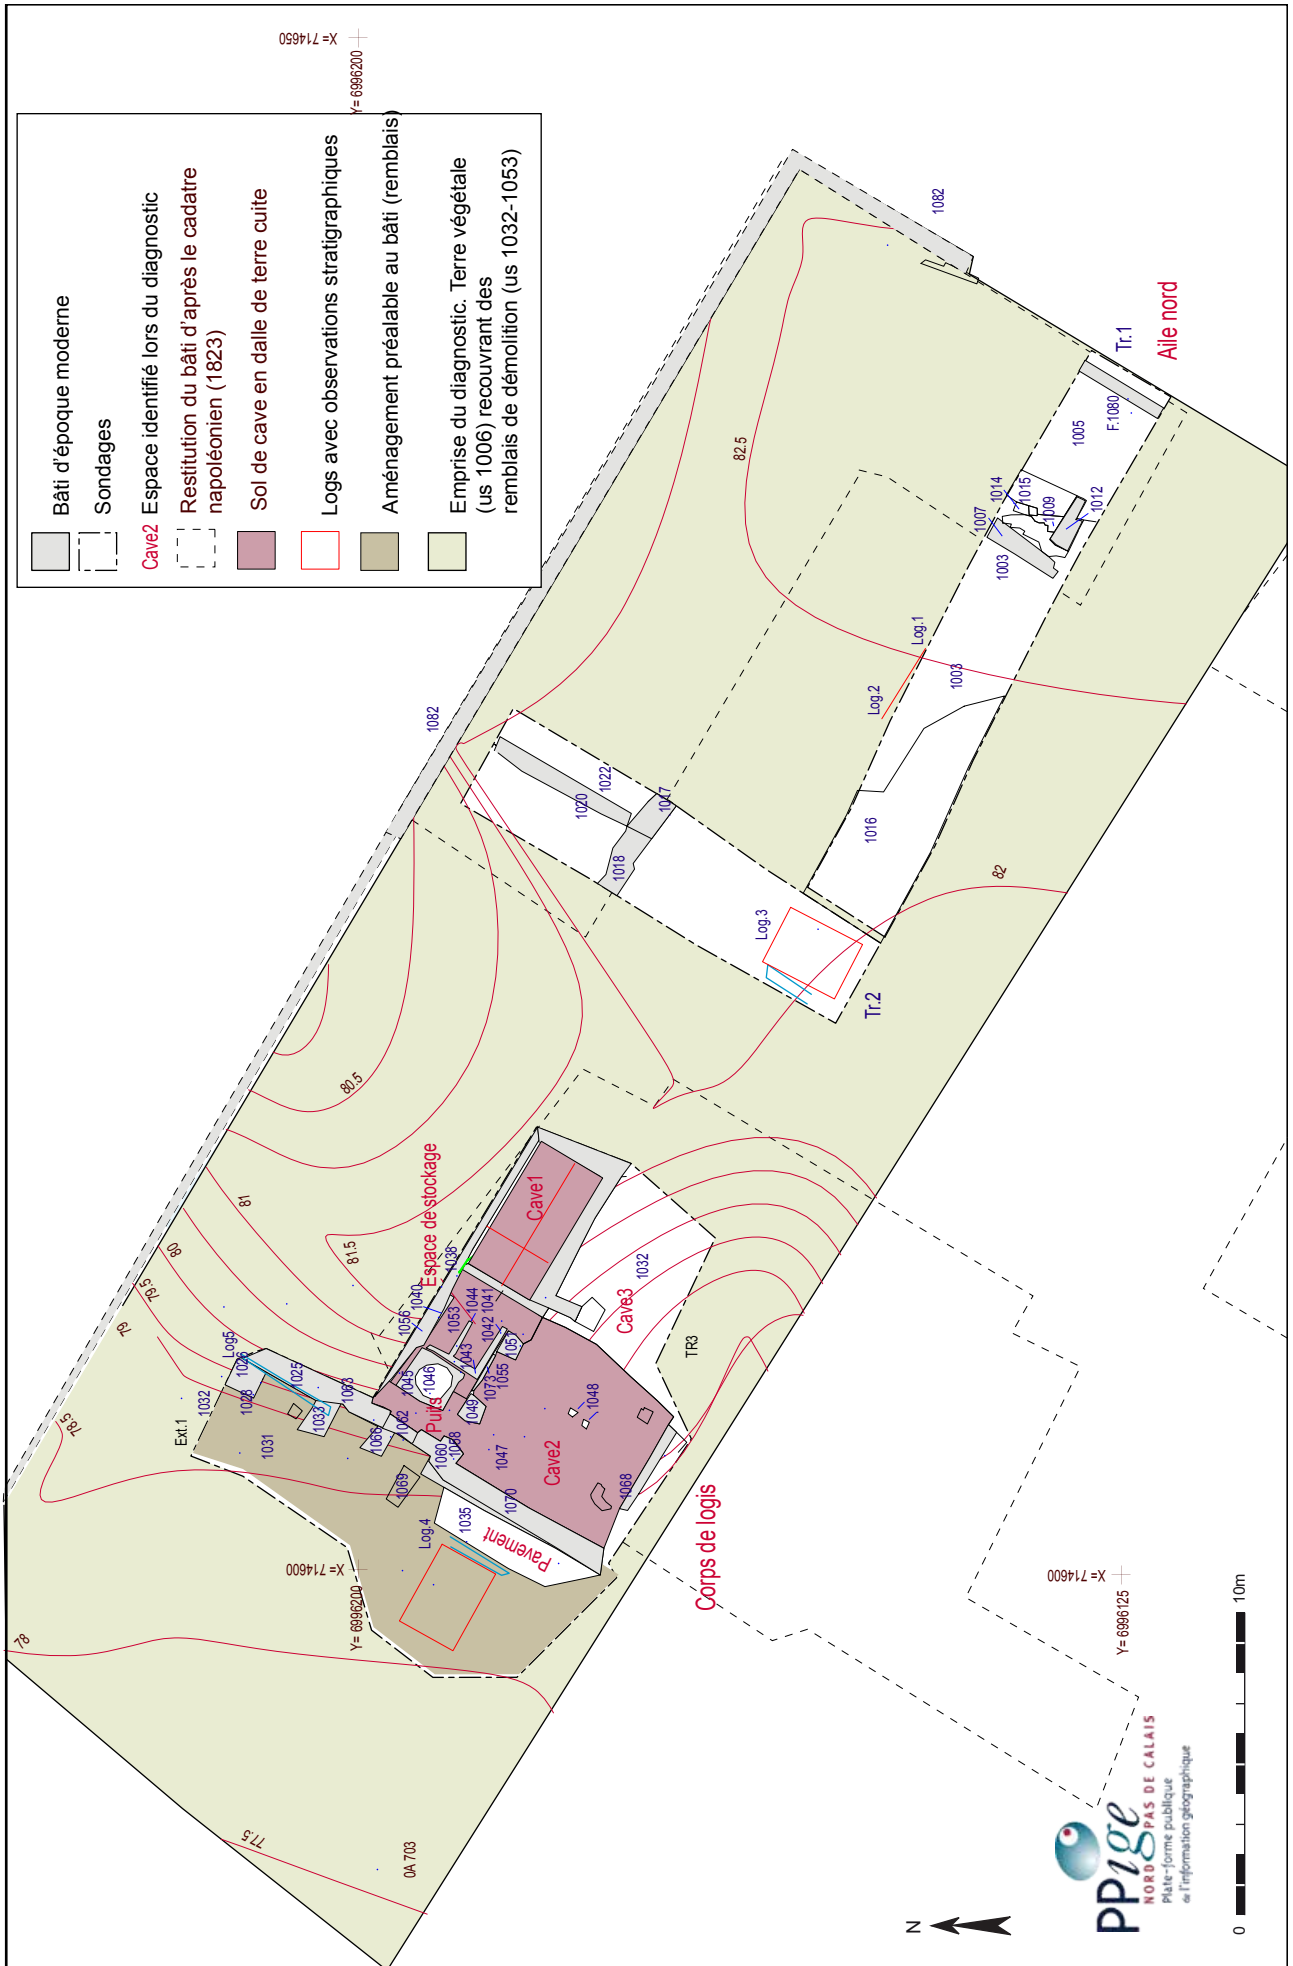 X= 714650
Y= 6996200
Bâti d'époque moderne
Sondages
Cave2
Espace identifié lors du diagnostic
Restitution du bâti d'après le cadatre
napoléonien (1823)
Sol de cave en dalle de terre cuite
Logs avec observations stratigraphiques
Aménagement préalable au bâti (remblais)
Emprise du diagnostic. Terre végétale
(us 1006) recouvrant des
remblais de démolition (us 1032-1053)
1082
Tr.1
Aile nord
F.1080
1005
1014
1015
1009
1012
1007
1003
82.5
Log.1
Log.2
1003
1016
82
1082
1022
1020
1017
1018
Log.3
Tr.2
80.5
81
81.5
80
79.5
79
78.5
78
77.5
Espace de stockage
Cave1
1038
1040
1056
1053
1044
1041
1042
1043
1051
1055
1073
1045
1046
Puits
1049
1048
1032
Cave3
TR3
Log5
1026
1025
1028
1032
1033
1063
Ext.1
1031
1066
1062
1060
1058
1069
1047
Cave2
1068
1070
1035
Pavement
Log.4
Corps de logis
X= 714600
Y= 6996200
X= 714600
Y= 6996125
0A 703
N
PPige
NORD PAS DE CALAIS
Plate-forme publique
de l'information géographique
0
10m